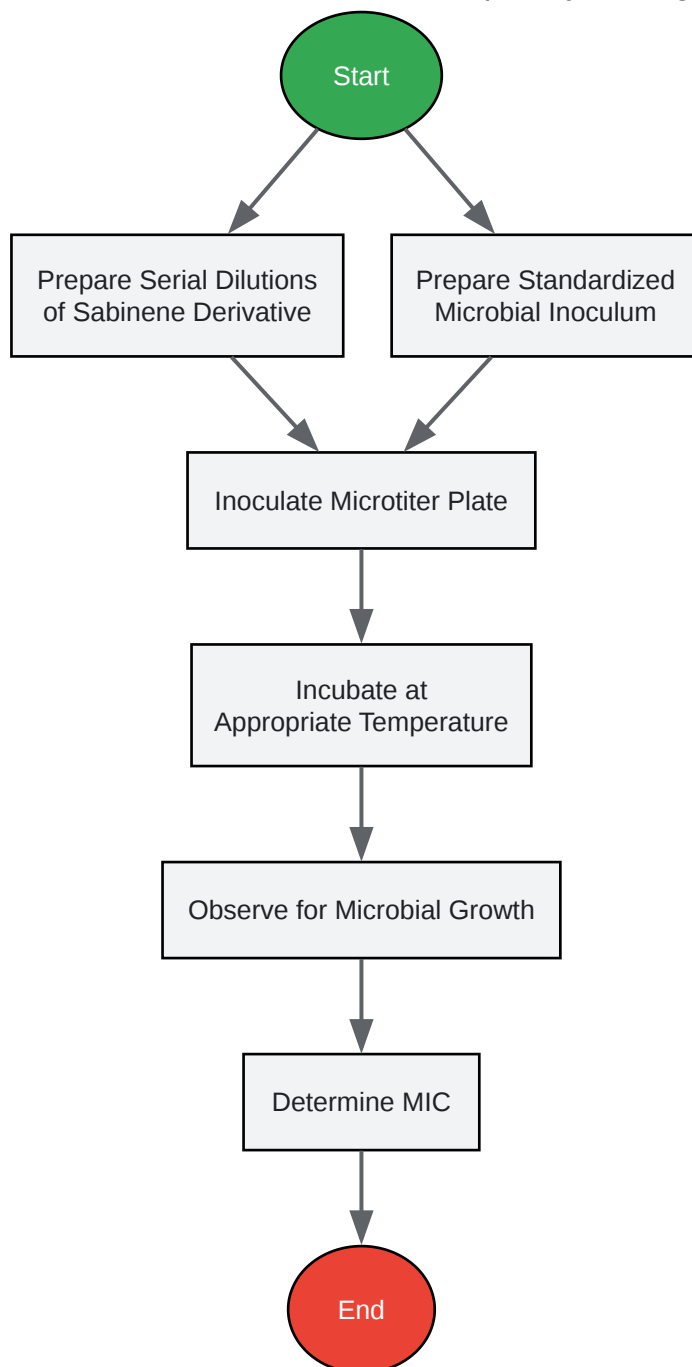 Start
Prepare Serial Dilutions
of Sabinene Derivative
Prepare Standardized
Microbial Inoculum
Inoculate Microtiter Plate
Incubate at
Appropriate Temperature
Observe for Microbial Growth
Determine MIC
End